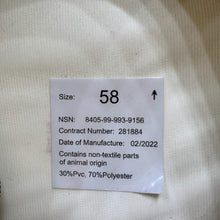 Size: 58 ↑
NSN: 8405-99-993-9156
Contract Number: 281884
Date of Manufacture: 02/2022
Contains non-textile parts
of animal origin
30%Pvc, 70%Polyester